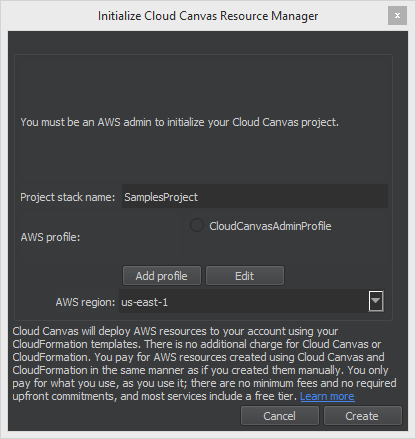 Initialize Cloud Canvas Resource Manager
x
You must be an AWS admin to initialize your Cloud Canvas project.
Project stack name: SamplesProject
CloudCanvasAdminProfile
AWS profile:
Add profile Edit
AWS region: us-east-1
Cloud Canvas will deploy AWS resources to your account using your
CloudFormation templates. There is no additional charge for Cloud Canvas or
CloudFormation. You pay for AWS resources created using Cloud Canvas and
CloudFormation in the same manner as if you created them manually. You only
pay for what you use, as you use it; there are no minimum fees and no required
upfront commitments, and most services include a free tier. Learn more
Cancel Create